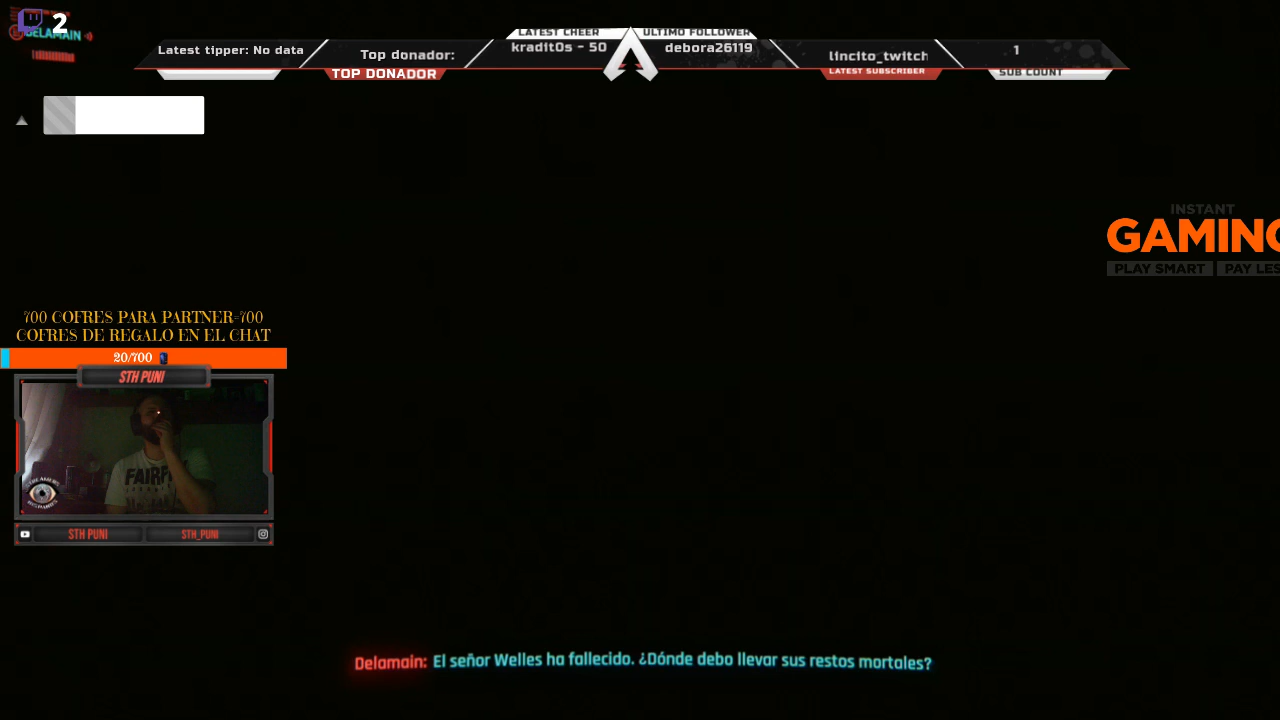 2
DELAMAIN
Latest tipper: No data
Top donador:
TOP DONADOR
LATEST CHEER
kradit0s - 50
ULTIMO FOLLOWER
debora26119
lincito_twitch
LATEST SUBSCRIBER
1
SUB COUNT
INSTANT
GAMING
PLAY SMART
PAY LES
700 COFRES PARA PARTNER=700
COFRES DE REGALO EN EL CHAT
20/700
STH PUNI
STH PUNI
STH_PUNI
Delamain: El señor Welles ha fallecido. ¿Dónde debo llevar sus restos mortales?